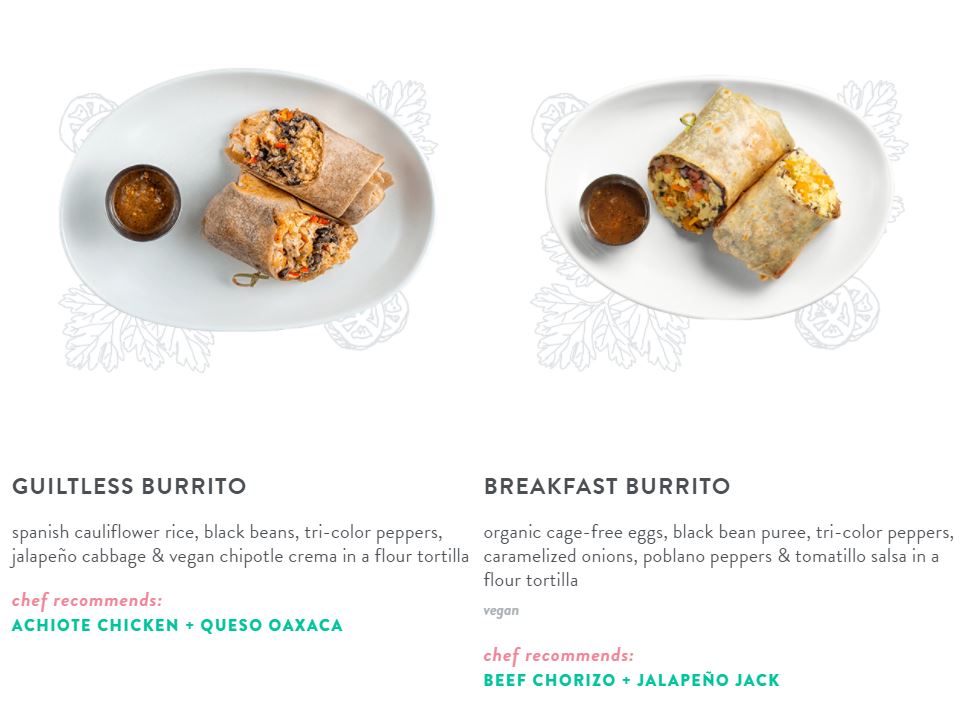 GUILTLESS BURRITO
spanish cauliflower rice, black beans, tri-color peppers,
jalapeño cabbage & vegan chipotle crema in a flour tortilla
chef recommends:
ACHIOTE CHICKEN + QUESO OAXACA
BREAKFAST BURRITO
organic cage-free eggs, black bean puree, tri-color peppers,
caramelized onions, poblano peppers & tomatillo salsa in a
flour tortilla
vegan
chef recommends:
BEEF CHORIZO + JALAPEÑO JACK